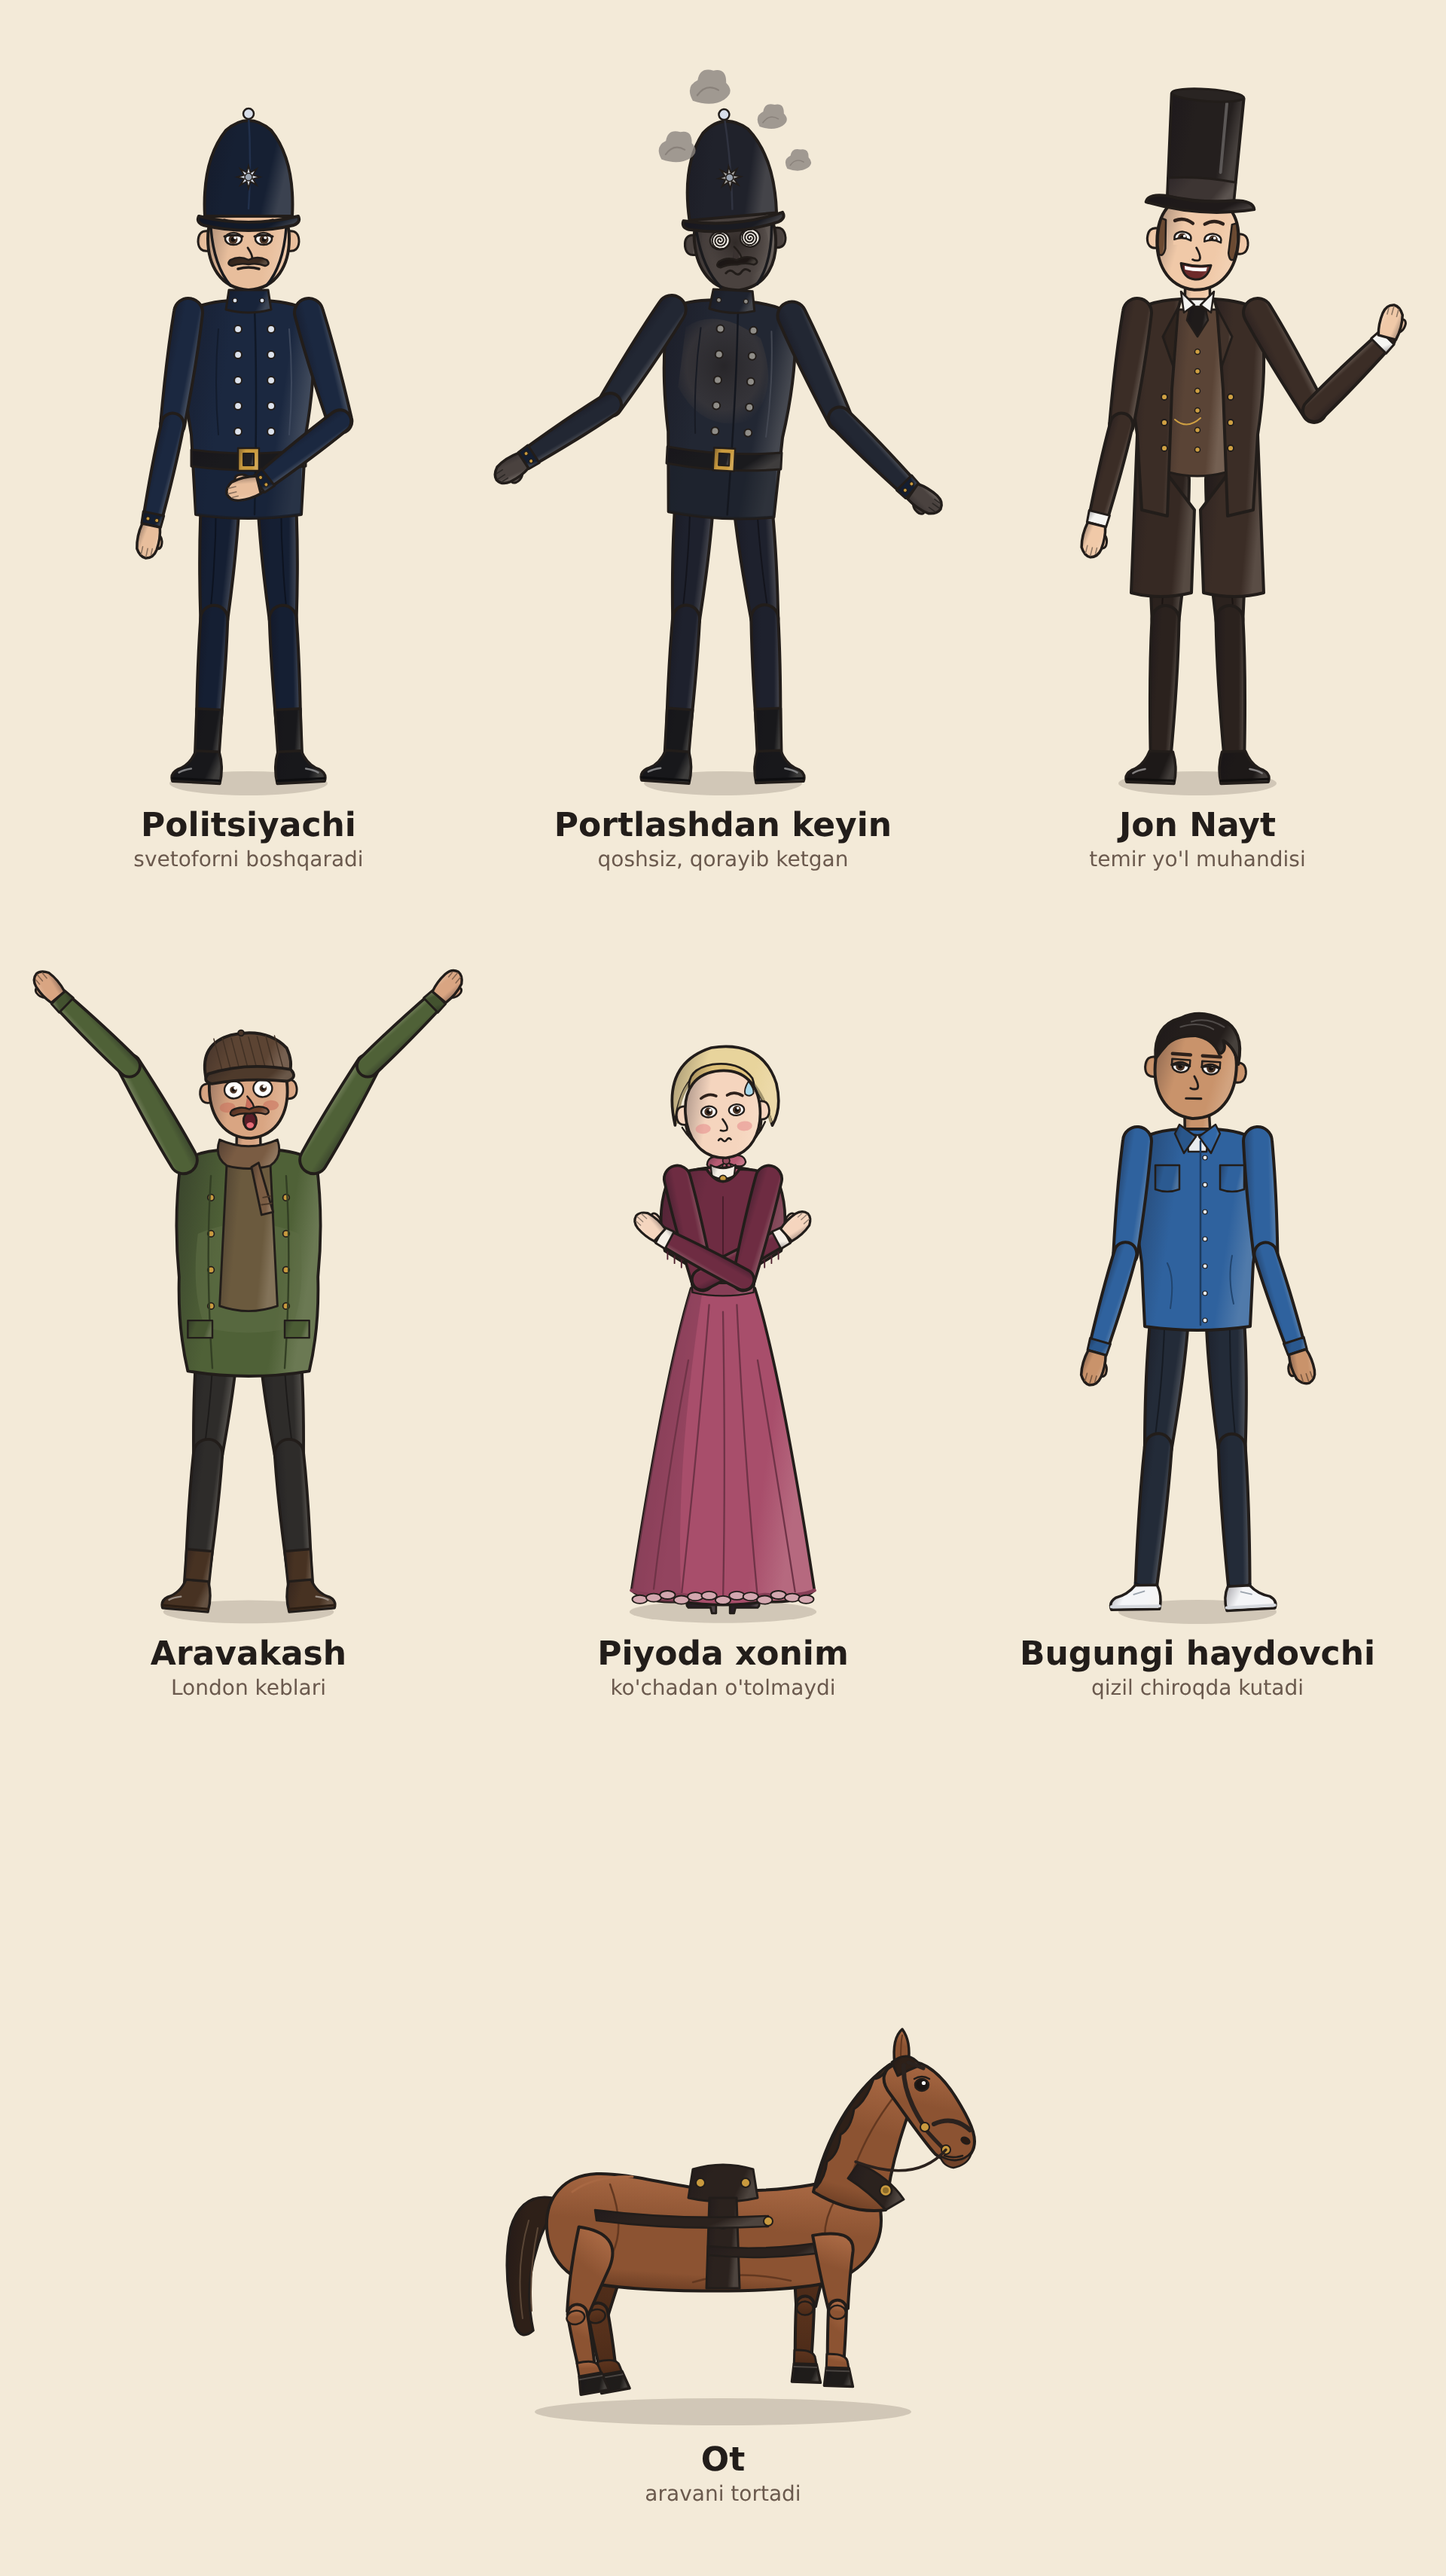 Politsiyachi
svetoforni boshqaradi
Portlashdan keyin
qoshsiz, qorayib ketgan
Jon Nayt
temir yo'l muhandisi
Aravakash
London keblari
Piyoda xonim
ko'chadan o'tolmaydi
Bugungi haydovchi
qizil chiroqda kutadi
Ot
aravani tortadi